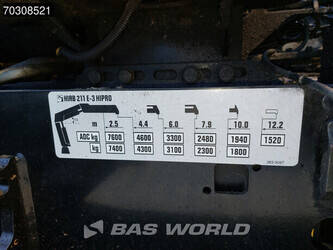 70308521
HIAB 211 E-3 HIPRO
m 2.5 4.4 6.0 7.9 10.0 12.2
ADC kg 7600 4600 3300 2480 1940 1520
kg 7400 4300 3100 2300 1800
BAS WORLD